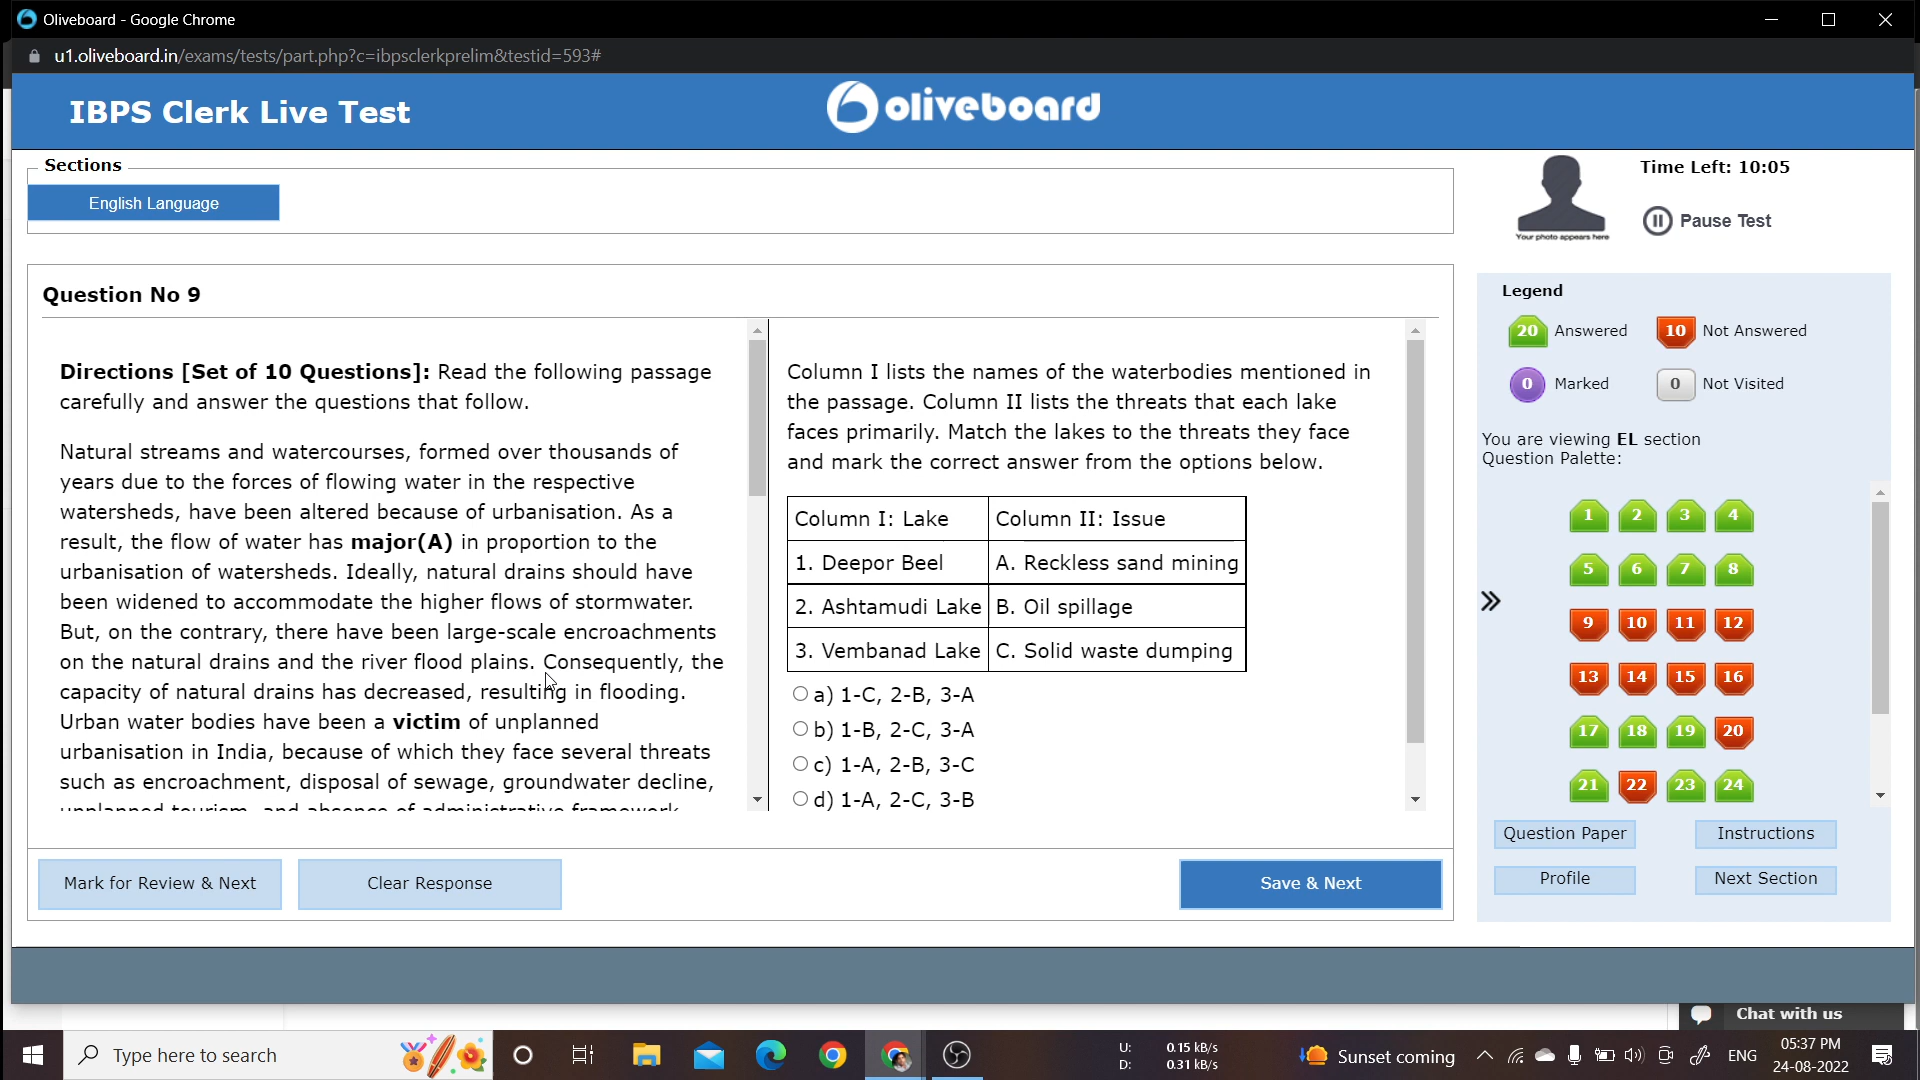 Oliveboard - Google Chrome
u1.oliveboard.in/exams/tests/part.php?c=ibpsclerkprelim&testid=593#
IBPS Clerk Live Test
oliveboard
Sections
English Language
Your photo appears here
Time Left: 10:05
Pause Test
Question No 9
Directions [Set of 10 Questions]: Read the following passage
carefully and answer the questions that follow.
Natural streams and watercourses, formed over thousands of
years due to the forces of flowing water in the respective
watersheds, have been altered because of urbanisation. As a
result, the flow of water has major(A) in proportion to the
urbanisation of watersheds. Ideally, natural drains should have
been widened to accommodate the higher flows of stormwater.
But, on the contrary, there have been large-scale encroachments
on the natural drains and the river flood plains. Consequently, the
capacity of natural drains has decreased, resulting in flooding.
Urban water bodies have been a victim of unplanned
urbanisation in India, because of which they face several threats
such as encroachment, disposal of sewage, groundwater decline,
unplanned tourism, and absence of administrative framework.
Column I lists the names of the waterbodies mentioned in
the passage. Column II lists the threats that each lake
faces primarily. Match the lakes to the threats they face
and mark the correct answer from the options below.
Column I: Lake Column II: Issue
1. Deepor Beel A. Reckless sand mining
2. Ashtamudi Lake B. Oil spillage
3. Vembanad Lake C. Solid waste dumping
a) 1-C, 2-B, 3-A
b) 1-B, 2-C, 3-A
c) 1-A, 2-B, 3-C
d) 1-A, 2-C, 3-B
Mark for Review & Next
Clear Response
Save & Next
Legend
20 Answered 10 Not Answered
0 Marked 0 Not Visited
You are viewing EL section
Question Palette:
1 2 3 4
5 6 7 8
9 10 11 12
13 14 15 16
17 18 19 20
21 22 23 24
Question Paper Instructions
Profile Next Section
Chat with us
Type here to search
U: 0.15 kB/s
D: 0.31 kB/s
Sunset coming
ENG
05:37 PM
24-08-2022